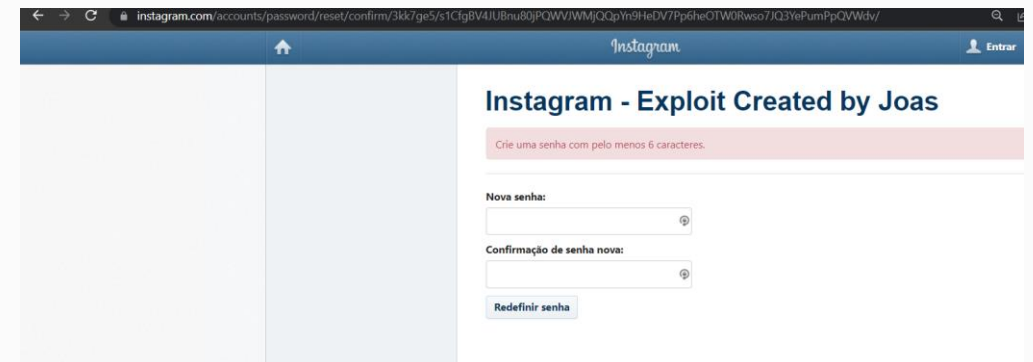 instagram.com/accounts/password/reset/confirm/3kk7ge5/s1CfgBV4JUBnu80jPQWVJWMjQQpYn9HeDV7Pp6heOTW0Rwso7JQ3YePumPpQVWdv/
Instagram
Entrar
Instagram - Exploit Created by Joas
Crie uma senha com pelo menos 6 caracteres.
Nova senha:
Confirmação de senha nova:
Redefinir senha